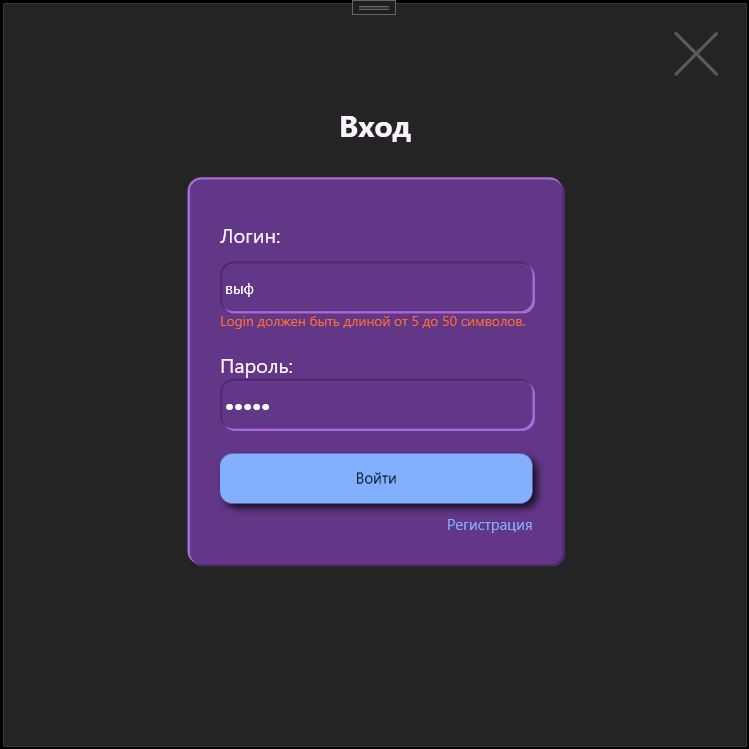 Вход
Логин:
выф
Login должен быть длиной от 5 до 50 символов.
Пароль:
●●●●●
Войти
Регистрация